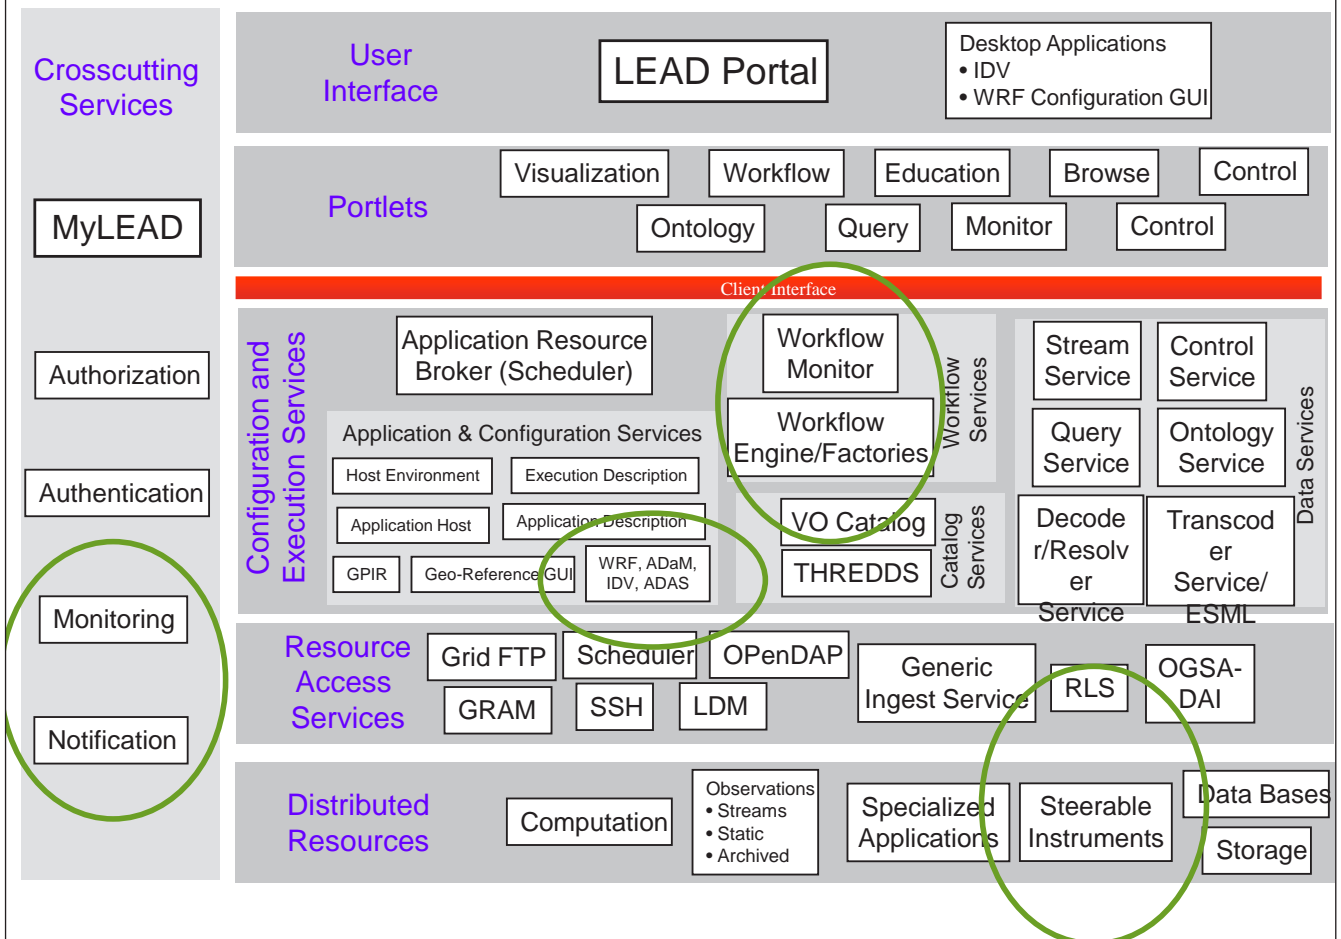 Crosscutting
Services
MyLEAD
Authorization
Authentication
Monitoring
Notification
User
Interface
LEAD Portal
Desktop Applications
• IDV
• WRF Configuration GUI
Portlets
Visualization
Workflow
Education
Browse
Control
Ontology
Query
Monitor
Control
Client Interface
Configuration and
Execution Services
Application Resource
Broker (Scheduler)
Application & Configuration Services
Host Environment
Execution Description
Application Host
Application Description
GPIR
Geo-Reference GUI
WRF, ADaM,
IDV, ADAS
Workflow
Monitor
Workflow
Engine/Factories
Workflow
Services
VO Catalog
THREDDS
Catalog
Services
Stream
Service
Control
Service
Query
Service
Ontology
Service
Decode
r/Resolv
er
Service
Transcod
er
Service/
ESML
Data Services
Resource
Access
Services
Grid FTP
Scheduler
OPenDAP
GRAM
SSH
LDM
Generic
Ingest Service
RLS
OGSA-
DAI
Distributed
Resources
Computation
Observations
• Streams
• Static
• Archived
Specialized
Applications
Steerable
Instruments
Data Bases
Storage